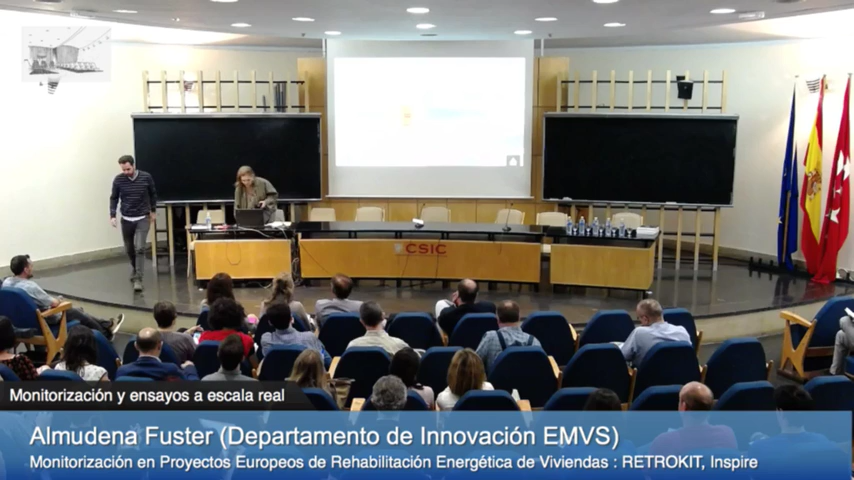 CSIC
Monitorización y ensayos a escala real
Almudena Fuster (Departamento de Innovación EMVS)
Monitorización en Proyectos Europeos de Rehabilitación Energética de Viviendas : RETROKIT, Inspire